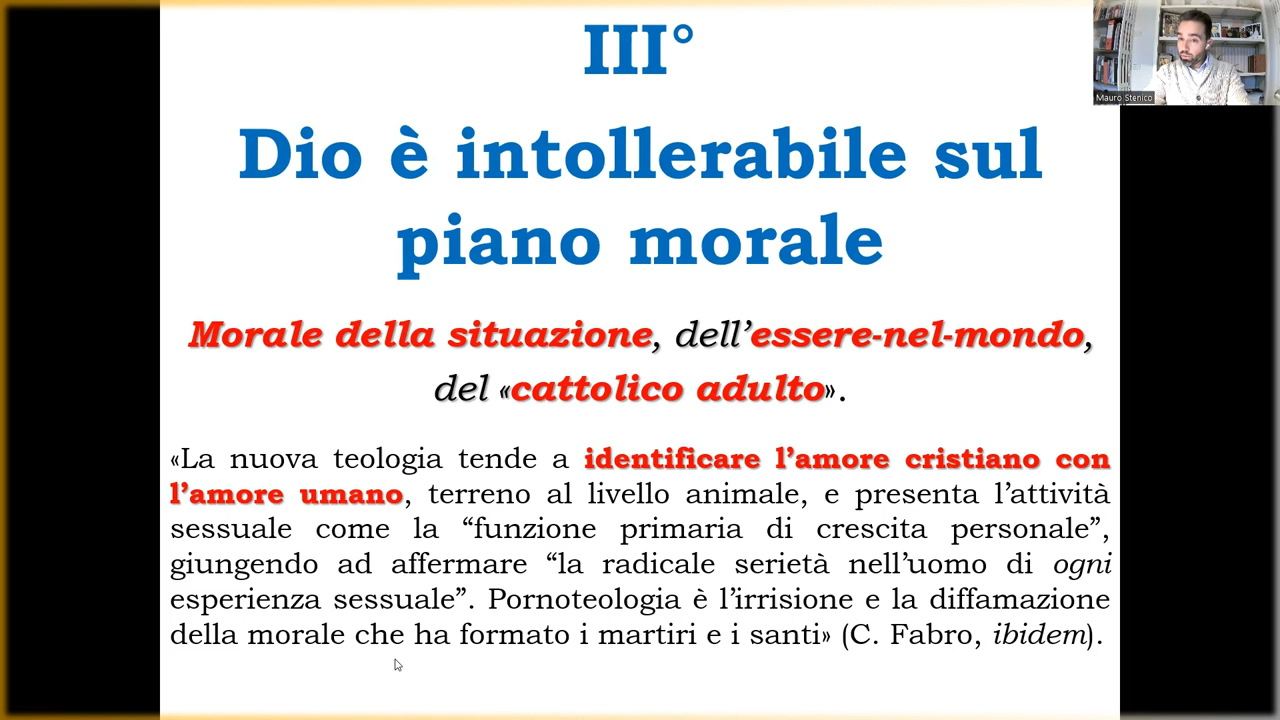 III°
Mauro Stenico
Dio è intollerabile sul
piano morale
Morale della situazione, dell’essere-nel-mondo,
del «cattolico adulto».
«La nuova teologia tende a identificare l’amore cristiano con
l’amore umano, terreno al livello animale, e presenta l’attività
sessuale come la “funzione primaria di crescita personale”,
giungendo ad affermare “la radicale serietà nell’uomo di ogni
esperienza sessuale”. Pornoteologia è l’irrisione e la diffamazione
della morale che ha formato i martiri e i santi» (C. Fabro, ibidem).